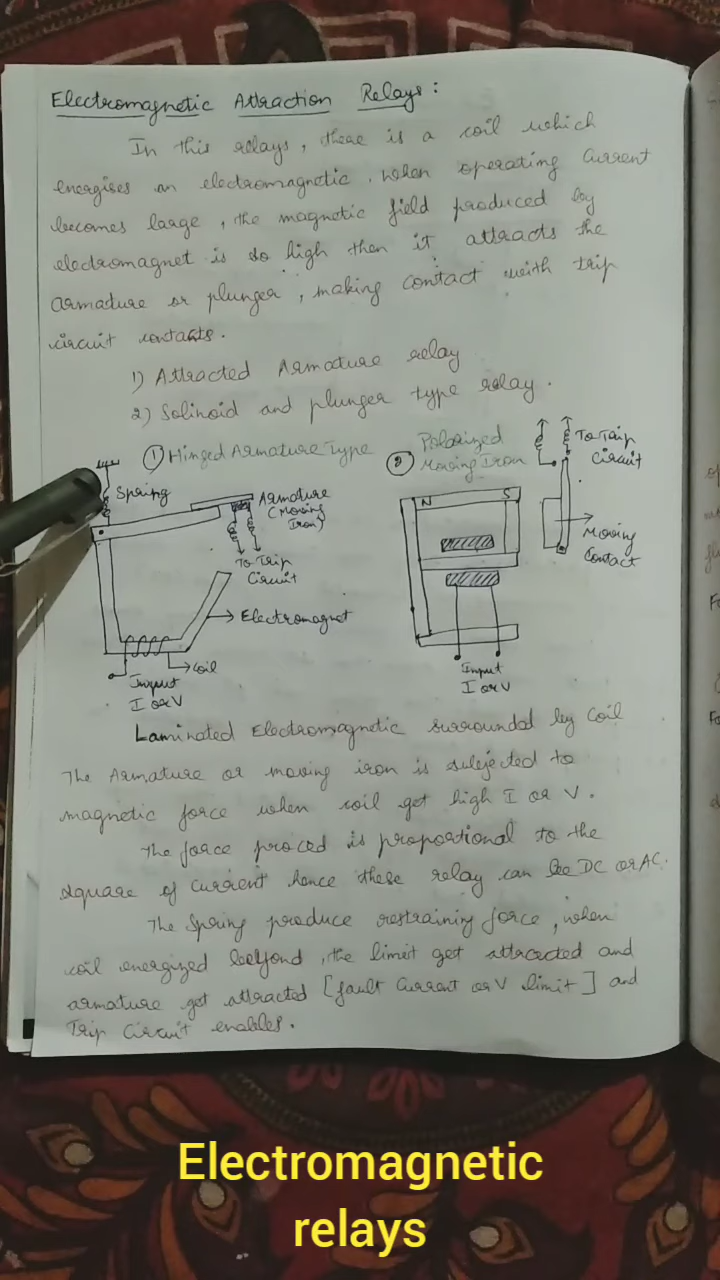 Electromagnetic Attraction Relays:
In this relays, there is a coil which
energises an electromagnetic, when operating current
becomes large, the magnetic field produced by
electromagnet is so high then it attracts the
armature or plunger, making contact with trip
circuit contacts.
1) Attracted Armature relay
2) Solinoid and plunger type relay.
① Hinged Armature Type
② Polarized
Moving Iron
To Trip
Circuit
Spring
Armature
(Moving
Iron)
To Trip
Circuit
Electromagnet
Coil
Input
I or V
N S
Moving
Contact
Input
I or V
Laminated Electromagnetic surrounded by Coil
The Armature or moving iron is subjected to
magnetic force when coil get high I or V.
The force proced is proportional to the
square of current hence these relay can be DC or AC.
The Spring produce restraining force, when
coil energized beyond, the limit get attracted and
armature get attracted [fault Current or V limit] and
Trip Circuit enables.
Electromagnetic
relays